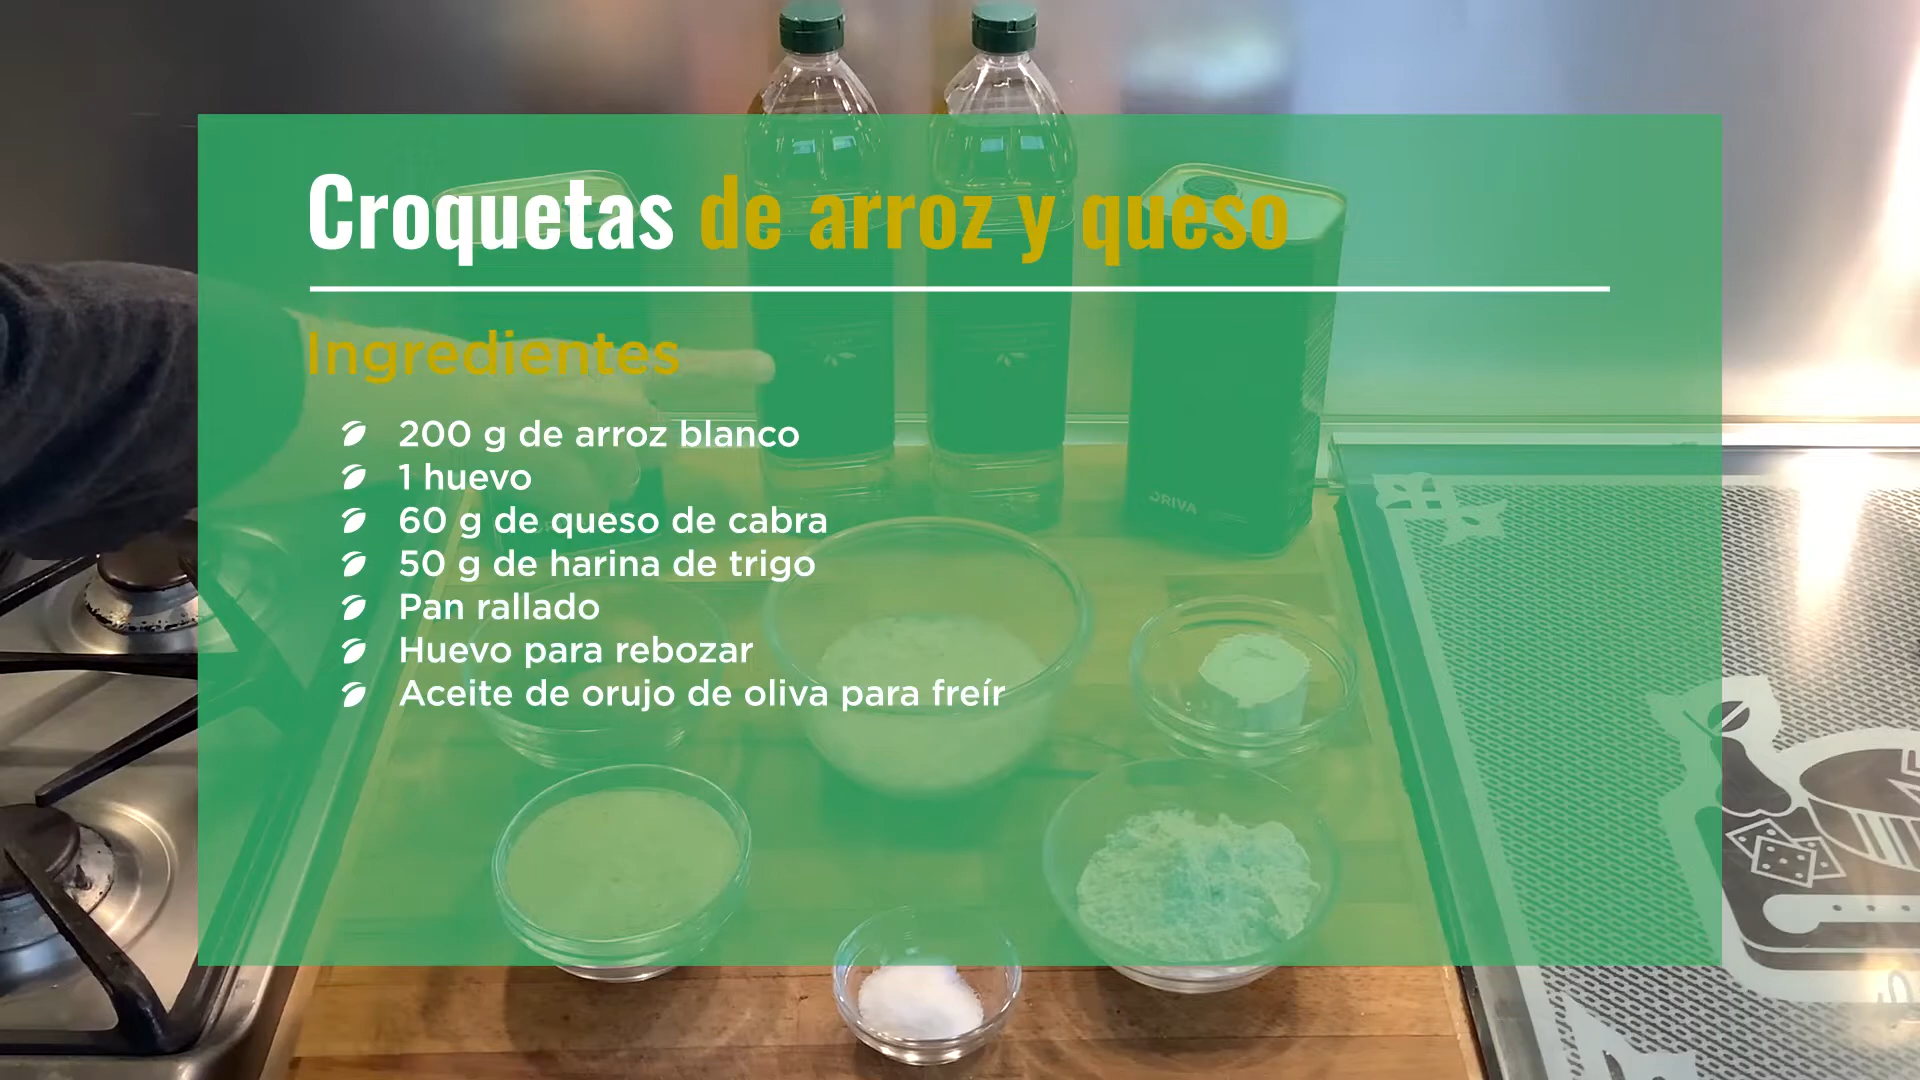 Croquetas de arroz y queso
Ingredientes
200 g de arroz blanco
1 huevo
60 g de queso de cabra
50 g de harina de trigo
Pan rallado
Huevo para rebozar
Aceite de orujo de oliva para freír
ORIVA